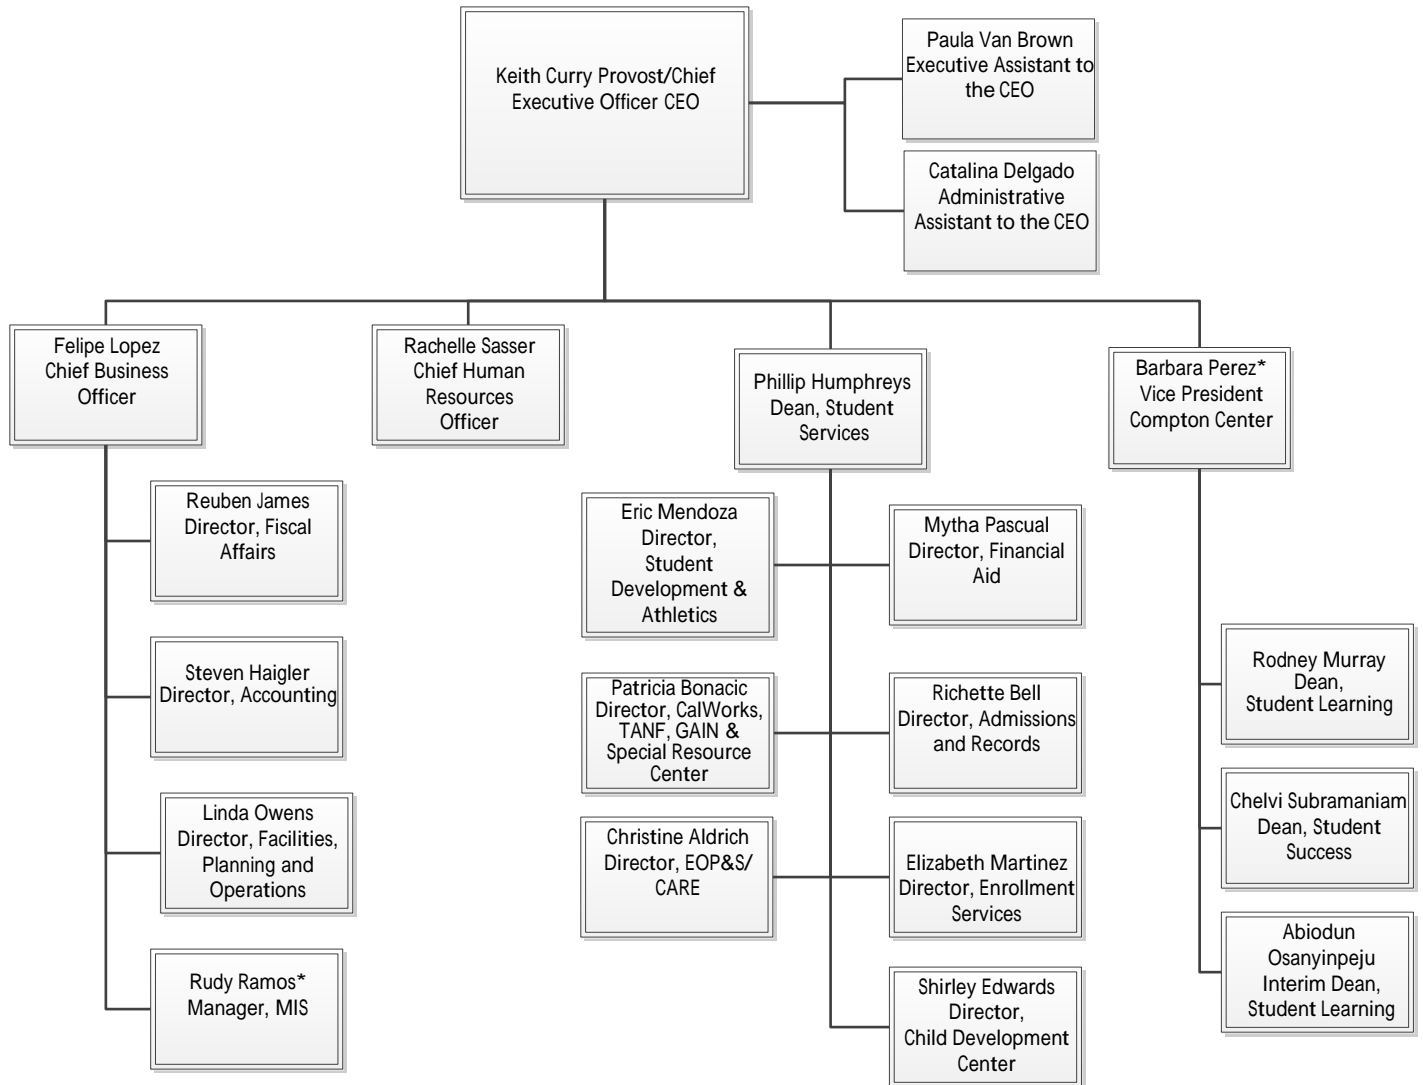 Keith Curry Provost/Chief
Executive Officer CEO
Paula Van Brown
Executive Assistant to
the CEO
Catalina Delgado
Administrative
Assistant to the CEO
Felipe Lopez
Chief Business
Officer
Rachelle Sasser
Chief Human
Resources
Officer
Phillip Humphreys
Dean, Student
Services
Barbara Perez*
Vice President
Compton Center
Reuben James
Director, Fiscal
Affairs
Steven Haigler
Director, Accounting
Linda Owens
Director, Facilities,
Planning and
Operations
Rudy Ramos*
Manager, MIS
Eric Mendoza
Director,
Student
Development &
Athletics
Mytha Pascual
Director, Financial
Aid
Patricia Bonacic
Director, CalWorks,
TANF, GAIN &
Special Resource
Center
Richette Bell
Director, Admissions
and Records
Christine Aldrich
Director, EOP&S/
CARE
Elizabeth Martinez
Director, Enrollment
Services
Shirley Edwards
Director,
Child Development
Center
Rodney Murray
Dean,
Student Learning
Chelvi Subramaniam
Dean, Student
Success
Abiodun
Osanyinpeju
Interim Dean,
Student Learning